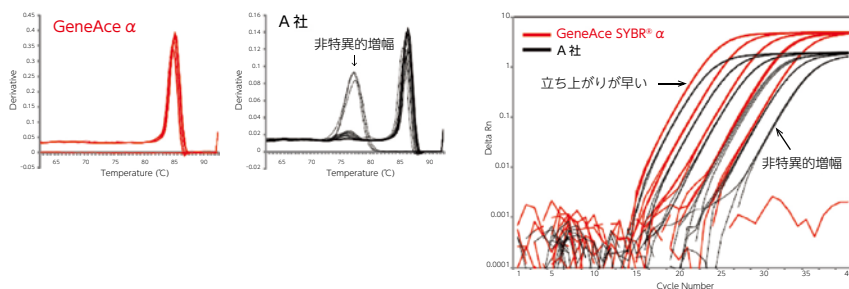 GeneAce α
0.45
0.4
0.35
0.3
0.25
0.2
0.15
0.1
0.05
0
-0.05
Derivative
65 70 75 80 85 90
Temperature (℃)
A 社
非特異的増幅
0.16
0.14
0.12
0.1
0.08
0.06
0.04
0.02
0
0.02
Derivative
65 70 75 80 85 90
Temperature (℃)
GeneAce SYBR® α
A 社
立ち上がりが早い
非特異的増幅
10
1
0.1
0.01
0.001
0.0001
Delta Rn
1 5 10 15 20 25 30 35 40
Cycle Number